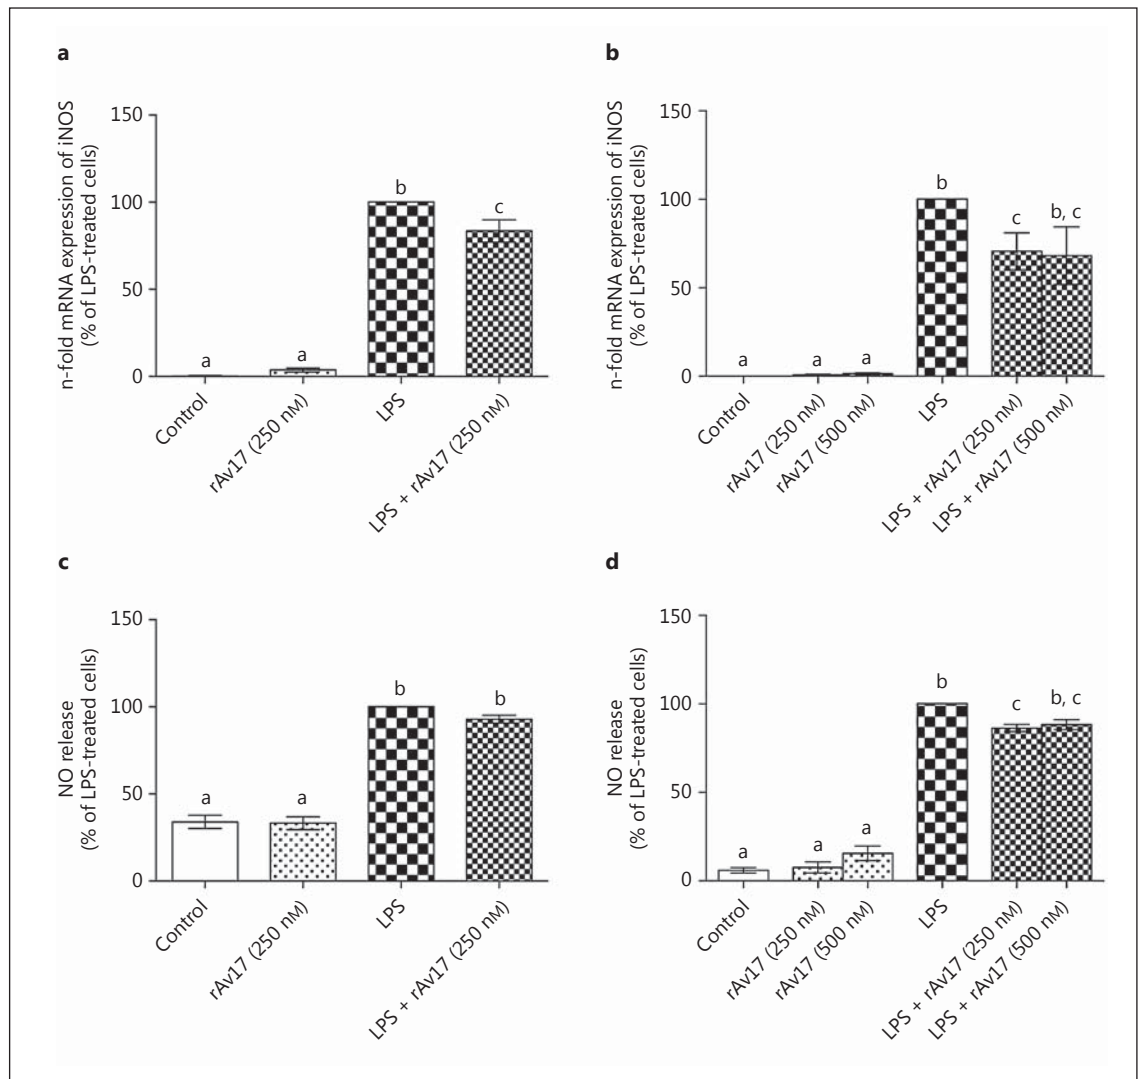 a
n-fold mRNA expression of iNOS
(% of LPS-treated cells)
150
100
50
0
a
a
b
c
Control
rAv17 (250 nM)
LPS
LPS + rAv17 (250 nM)
b
n-fold mRNA expression of iNOS
(% of LPS-treated cells)
150
100
50
0
a
a
a
b
c
b, c
Control
rAv17 (250 nM)
rAv17 (500 nM)
LPS
LPS + rAv17 (250 nM)
LPS + rAv17 (500 nM)
c
NO release
(% of LPS-treated cells)
150
100
50
0
a
a
b
b
Control
rAv17 (250 nM)
LPS
LPS + rAv17 (250 nM)
d
NO release
(% of LPS-treated cells)
150
100
50
0
a
a
a
b
c
b, c
Control
rAv17 (250 nM)
rAv17 (500 nM)
LPS
LPS + rAv17 (250 nM)
LPS + rAv17 (500 nM)